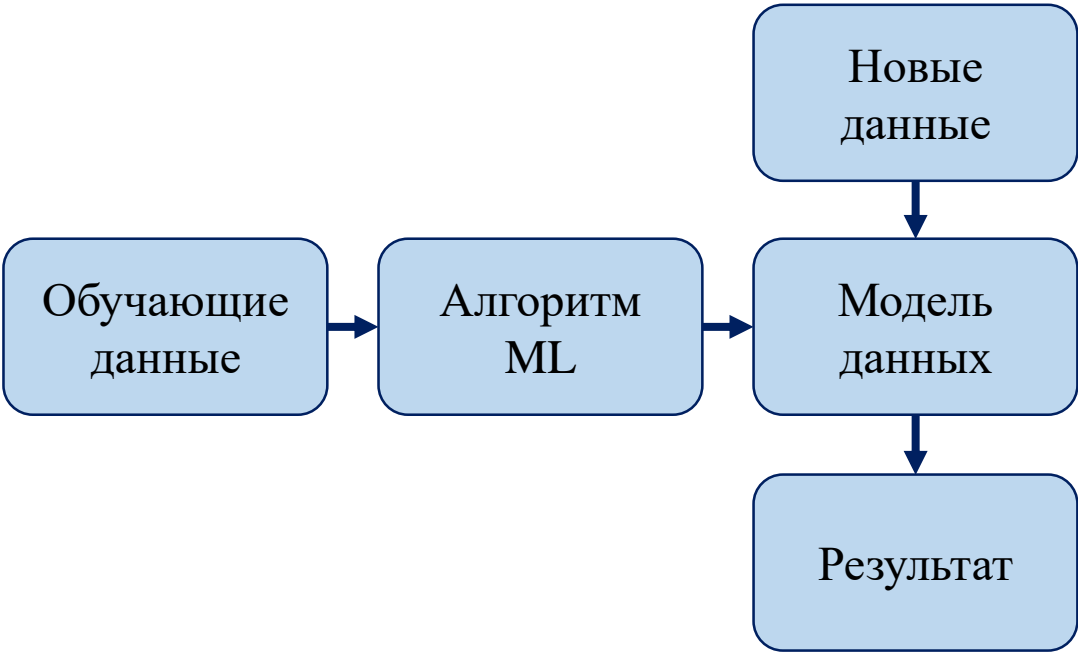 Новые
данные
Обучающие
данные
Алгоритм
ML
Модель
данных
Результат